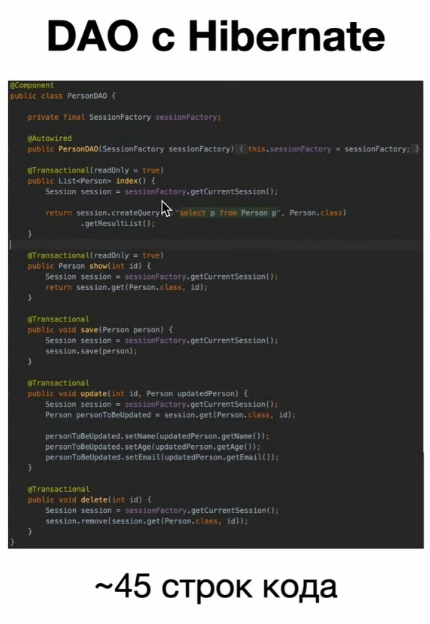 DAO с Hibernate
@Component
public class PersonDAO {
private final SessionFactory sessionFactory;
@Autowired
public PersonDAO(SessionFactory sessionFactory) { this.sessionFactory = sessionFactory; }
@Transactional(readOnly = true)
public List<Person> index() {
Session session = sessionFactory.getCurrentSession();
return session.createQuery( "select p from Person p", Person.class)
.getResultList();
}
@Transactional(readOnly = true)
public Person show(int id) {
Session session = sessionFactory.getCurrentSession();
return session.get(Person.class, id);
}
@Transactional
public void save(Person person) {
Session session = sessionFactory.getCurrentSession();
session.save(person);
}
@Transactional
public void update(int id, Person updatedPerson) {
Session session = sessionFactory.getCurrentSession();
Person personToBeUpdated = session.get(Person.class, id);
personToBeUpdated.setName(updatedPerson.getName());
personToBeUpdated.setAge(updatedPerson.getAge());
personToBeUpdated.setEmail(updatedPerson.getEmail());
}
@Transactional
public void delete(int id) {
Session session = sessionFactory.getCurrentSession();
session.remove(session.get(Person.class, id));
}
}
~45 строк кода